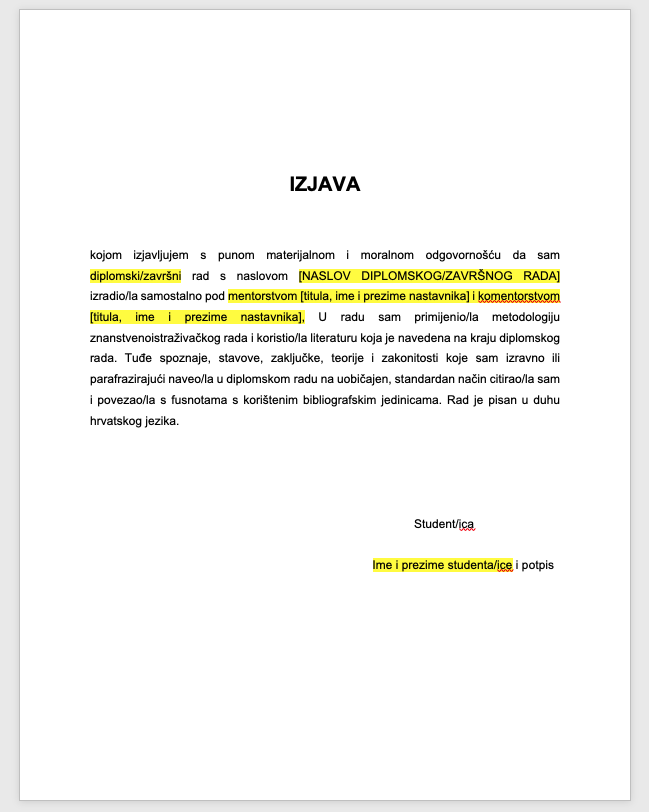 IZJAVA
kojom izjavljujem s punom materijalnom i moralnom odgovornošću da sam
diplomski/završni rad s naslovom [NASLOV DIPLOMSKOG/ZAVRŠNOG RADA]
izradio/la samostalno pod mentorstvom [titula, ime i prezime nastavnika] i komentorstvom
[titula, ime i prezime nastavnika], U radu sam primijenio/la metodologiju
znanstvenoistraživačkog rada i koristio/la literaturu koja je navedena na kraju diplomskog
rada. Tuđe spoznaje, stavove, zaključke, teorije i zakonitosti koje sam izravno ili
parafrazirajući naveo/la u diplomskom radu na uobičajen, standardan način citirao/la sam
i povezao/la s fusnotama s korištenim bibliografskim jedinicama. Rad je pisan u duhu
hrvatskog jezika.
Student/ica
Ime i prezime studenta/ice i potpis